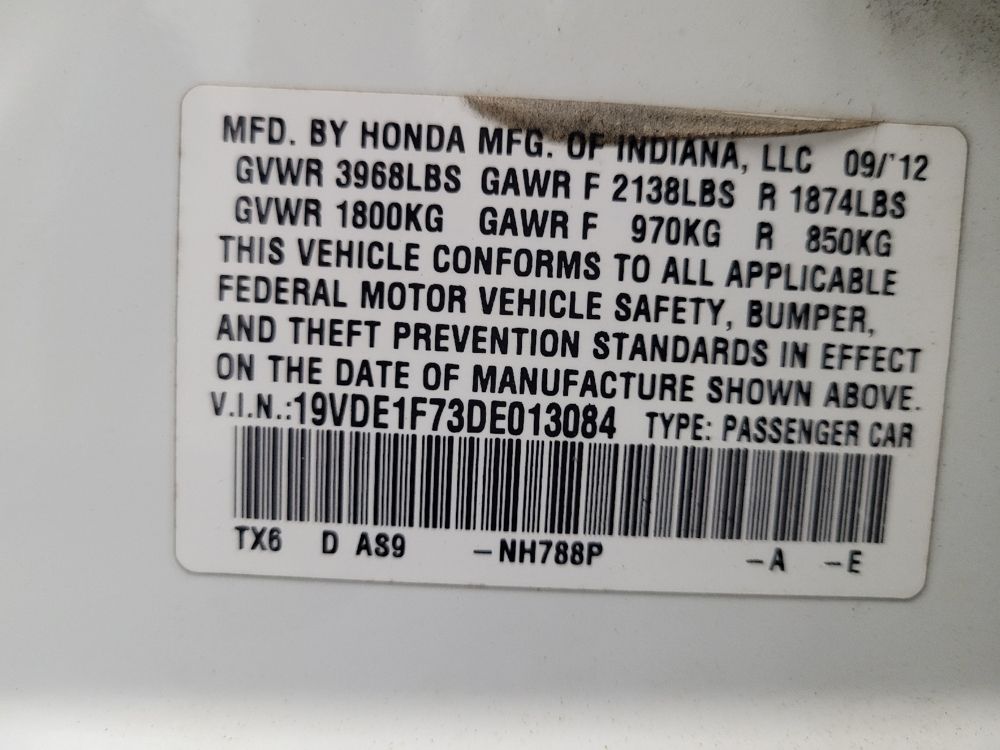 MFD. BY HONDA MFG. OF INDIANA, LLC 09/'12
GVWR 3968LBS GAWR F 2138LBS R 1874LBS
GVWR 1800KG GAWR F 970KG R 850KG
THIS VEHICLE CONFORMS TO ALL APPLICABLE
FEDERAL MOTOR VEHICLE SAFETY, BUMPER,
AND THEFT PREVENTION STANDARDS IN EFFECT
ON THE DATE OF MANUFACTURE SHOWN ABOVE.
V.I.N.:19VDE1F73DE013084 TYPE: PASSENGER CAR
TX6 D AS9 -NH788P -A -E